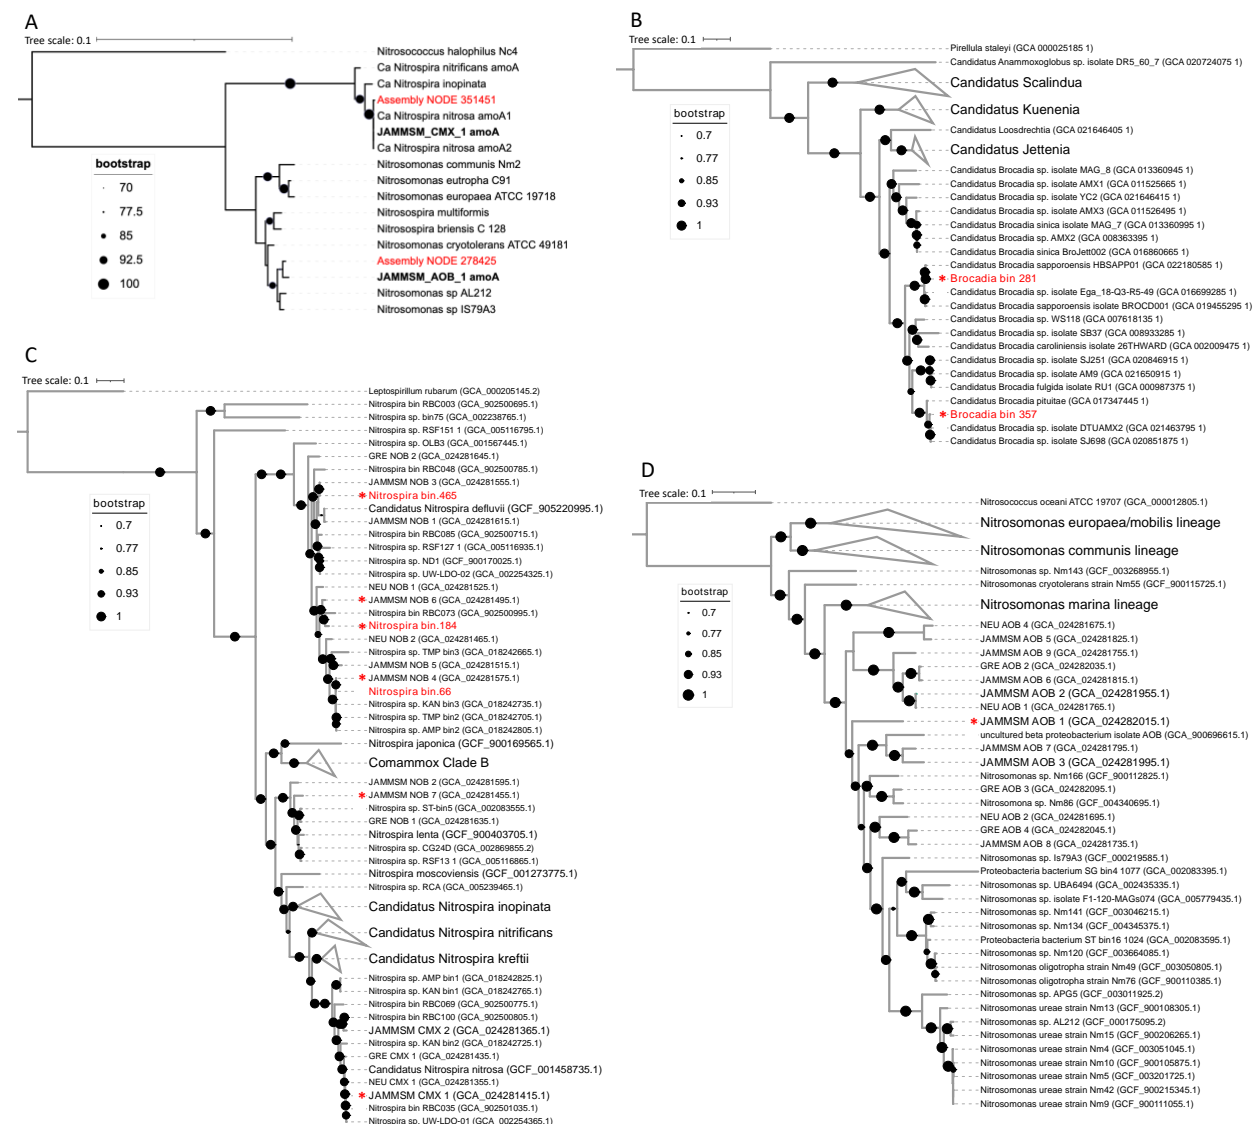 A
Tree scale: 0.1
Nitrosococcus halophilus Nc4
Ca Nitrospira nitrificans amoA
Ca Nitrospira inopinata
Assembly NODE 351451
Ca Nitrospira nitrosa amoA1
JAMMSM_CMX_1 amoA
Ca Nitrospira nitrosa amoA2
Nitrosomonas communis Nm2
Nitrosomonas eutropha C91
Nitrosomonas europaea ATCC 19718
Nitrosospira multiformis
Nitrosospira briensis C 128
Nitrosomonas cryotolerans ATCC 49181
Assembly NODE 278425
JAMMSM_AOB_1 amoA
Nitrosomonas sp AL212
Nitrosomonas sp IS79A3
bootstrap
70
77.5
85
92.5
100
B
Tree scale: 0.1
Pirellula staleyi (GCA 000025185 1)
Candidatus Anammoxoglobus sp. isolate DR5_60_7 (GCA 020724075 1)
Candidatus Scalindua
Candidatus Kuenenia
Candidatus Loosdrechtia (GCA 021646405 1)
Candidatus Jettenia
Candidatus Brocadia sp. isolate MAG_8 (GCA 013360945 1)
Candidatus Brocadia sp. isolate AMX1 (GCA 011525665 1)
Candidatus Brocadia sp. isolate YC2 (GCA 021646415 1)
Candidatus Brocadia sp. isolate AMX3 (GCA 011526495 1)
Candidatus Brocadia sinica isolate MAG_7 (GCA 013360995 1)
Candidatus Brocadia sp. AMX2 (GCA 008363395 1)
Candidatus Brocadia sinica BroJett002 (GCA 016860665 1)
Candidatus Brocadia sapporoensis HBSAPP01 (GCA 022180585 1)
* Brocadia bin 281
Candidatus Brocadia sp. isolate Ega_18-Q3-R5-49 (GCA 016699285 1)
Candidatus Brocadia sapporoensis isolate BROCD001 (GCA 019455295 1)
Candidatus Brocadia sp. WS118 (GCA 007618135 1)
Candidatus Brocadia sp. isolate SB37 (GCA 008933285 1)
Candidatus Brocadia caroliniensis isolate 26THWARD (GCA 002009475 1)
Candidatus Brocadia sp. isolate SJ251 (GCA 020846915 1)
Candidatus Brocadia sp. isolate AM9 (GCA 021650915 1)
Candidatus Brocadia fulgida isolate RU1 (GCA 000987375 1)
Candidatus Brocadia pituitae (GCA 017347445 1)
* Brocadia bin 357
Candidatus Brocadia sp. isolate DTUAMX2 (GCA 021463795 1)
Candidatus Brocadia sp. isolate SJ698 (GCA 020851875 1)
bootstrap
0.7
0.77
0.85
0.93
1
C
Tree scale: 0.1
Leptospirillum rubarum (GCA_000205145.2)
Nitrospira bin RBC003 (GCA_902500695.1)
Nitrospira sp. bin75 (GCA_002238765.1)
Nitrospira sp. RSF151 1 (GCA_005116795.1)
Nitrospira sp. OLB3 (GCA_001567445.1)
GRE NOB 2 (GCA_024281645.1)
Nitrospira bin RBC048 (GCA_902500785.1)
JAMMSM NOB 3 (GCA_024281555.1)
* Nitrospira bin.465
Candidatus Nitrospira defluvii (GCF_905220995.1)
JAMMSM NOB 1 (GCA_024281615.1)
Nitrospira bin RBC085 (GCA_902500715.1)
Nitrospira sp. RSF127 1 (GCA_005116935.1)
Nitrospira sp. ND1 (GCF_900170025.1)
Nitrospira sp. UW-LDO-02 (GCA_002254325.1)
NEU NOB 1 (GCA_024281525.1)
* JAMMSM NOB 6 (GCA_024281495.1)
Nitrospira bin RBC073 (GCA_902500995.1)
* Nitrospira bin.184
NEU NOB 2 (GCA_024281465.1)
Nitrospira sp. TMP bin3 (GCA_018242665.1)
JAMMSM NOB 5 (GCA_024281515.1)
* JAMMSM NOB 4 (GCA_024281575.1)
Nitrospira bin.66
Nitrospira sp. KAN bin3 (GCA_018242735.1)
Nitrospira sp. TMP bin2 (GCA_018242705.1)
Nitrospira sp. AMP bin2 (GCA_018242805.1)
Nitrospira japonica (GCF_900169565.1)
Comammox Clade B
JAMMSM NOB 2 (GCA_024281595.1)
* JAMMSM NOB 7 (GCA_024281455.1)
Nitrospira sp. ST-bin5 (GCA_002083555.1)
GRE NOB 1 (GCA_024281635.1)
Nitrospira lenta (GCF_900403705.1)
Nitrospira sp. CG24D (GCA_002869855.2)
Nitrospira sp. RSF13 1 (GCA_005116865.1)
Nitrospira moscoviensis (GCF_001273775.1)
Nitrospira sp. RCA (GCA_005239465.1)
Candidatus Nitrospira inopinata
Candidatus Nitrospira nitrificans
Candidatus Nitrospira kreftii
Nitrospira sp. AMP bin1 (GCA_018242825.1)
Nitrospira sp. KAN bin1 (GCA_018242765.1)
Nitrospira bin RBC069 (GCA_902500775.1)
Nitrospira bin RBC100 (GCA_902500805.1)
JAMMSM CMX 2 (GCA_024281365.1)
Nitrospira sp. KAN bin2 (GCA_018242725.1)
GRE CMX 1 (GCA_024281435.1)
Candidatus Nitrospira nitrosa (GCF_001458735.1)
NEU CMX 1 (GCA_024281355.1)
* JAMMSM CMX 1 (GCA_024281415.1)
Nitrospira bin RBC035 (GCA_902501035.1)
Nitrospira sp. UW-LDO-01 (GCA_002254365.1)
bootstrap
0.7
0.77
0.85
0.93
1
D
Tree scale: 0.1
Nitrosococcus oceani ATCC 19707 (GCA_000012805.1)
Nitrosomonas europaea/mobilis lineage
Nitrosomonas communis lineage
Nitrosomonas sp. Nm143 (GCF_003268955.1)
Nitrosomonas cryotolerans strain Nm55 (GCF_900115725.1)
Nitrosomonas marina lineage
NEU AOB 4 (GCA_024281675.1)
JAMMSM AOB 5 (GCA_024281825.1)
JAMMSM AOB 9 (GCA_024281755.1)
GRE AOB 2 (GCA_024282035.1)
JAMMSM AOB 6 (GCA_024281815.1)
JAMMSM AOB 2 (GCA_024281955.1)
NEU AOB 1 (GCA_024281765.1)
* JAMMSM AOB 1 (GCA_024282015.1)
uncultured beta proteobacterium isolate AOB (GCA_900696615.1)
JAMMSM AOB 7 (GCA_024281795.1)
JAMMSM AOB 3 (GCA_024281995.1)
Nitrosomonas sp. Nm166 (GCF_900112825.1)
GRE AOB 3 (GCA_024282095.1)
Nitrosomona sp. Nm86 (GCF_004340695.1)
NEU AOB 2 (GCA_024281695.1)
GRE AOB 4 (GCA_024282045.1)
JAMMSM AOB 8 (GCA_024281735.1)
Nitrosomonas sp. Is79A3 (GCF_000219585.1)
Proteobacteria bacterium SG bin4 1077 (GCA_002083395.1)
Nitrosomonas sp. UBA6494 (GCA_002435335.1)
Nitrosomonas sp. isolate F1-120-MAGs074 (GCA_005779435.1)
Nitrosomonas sp. Nm141 (GCF_003046215.1)
Nitrosomonas sp. Nm134 (GCF_004345375.1)
Proteobacteria bacterium ST bin16 1024 (GCA_002083595.1)
Nitrosomonas sp. Nm120 (GCF_003664085.1)
Nitrosomonas oligotropha strain Nm49 (GCF_003050805.1)
Nitrosomonas oligotropha strain Nm76 (GCF_900110385.1)
Nitrosomonas sp. APG5 (GCF_003011925.2)
Nitrosomonas ureae strain Nm13 (GCF_900108305.1)
Nitrosomonas sp. AL212 (GCF_000175095.2)
Nitrosomonas ureae strain Nm15 (GCF_900206265.1)
Nitrosomonas ureae strain Nm4 (GCF_003051045.1)
Nitrosomonas ureae strain Nm10 (GCF_900105875.1)
Nitrosomonas ureae strain Nm5 (GCF_003201725.1)
Nitrosomonas ureae strain Nm42 (GCF_900215345.1)
Nitrosomonas ureae strain Nm9 (GCF_900111055.1)
bootstrap
0.7
0.77
0.85
0.93
1